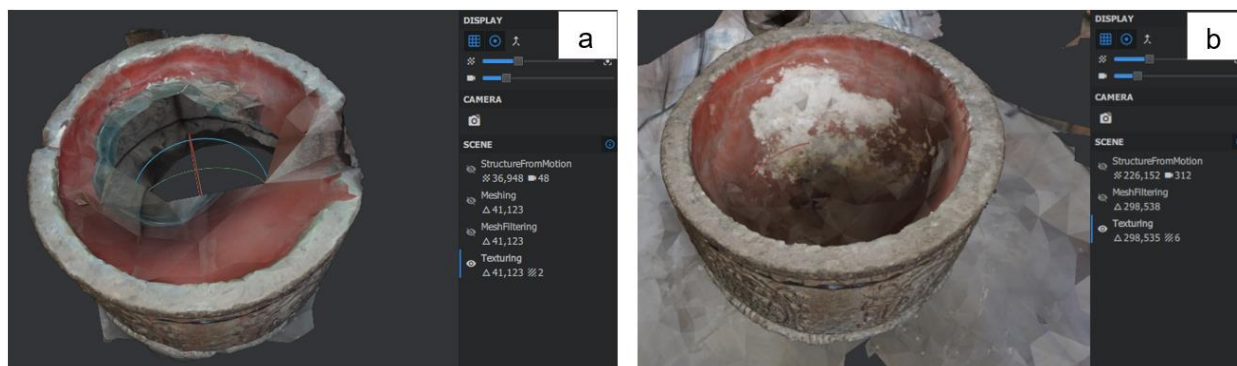 DISPLAY
a
CAMERA
SCENE
StructureFromMotion
36,948 48
Meshing
41,123
MeshFiltering
41,123
Texturing
41,123 2
DISPLAY
b
CAMERA
SCENE
StructureFromMotion
226,152 312
MeshFiltering
298,538
Texturing
298,535 6